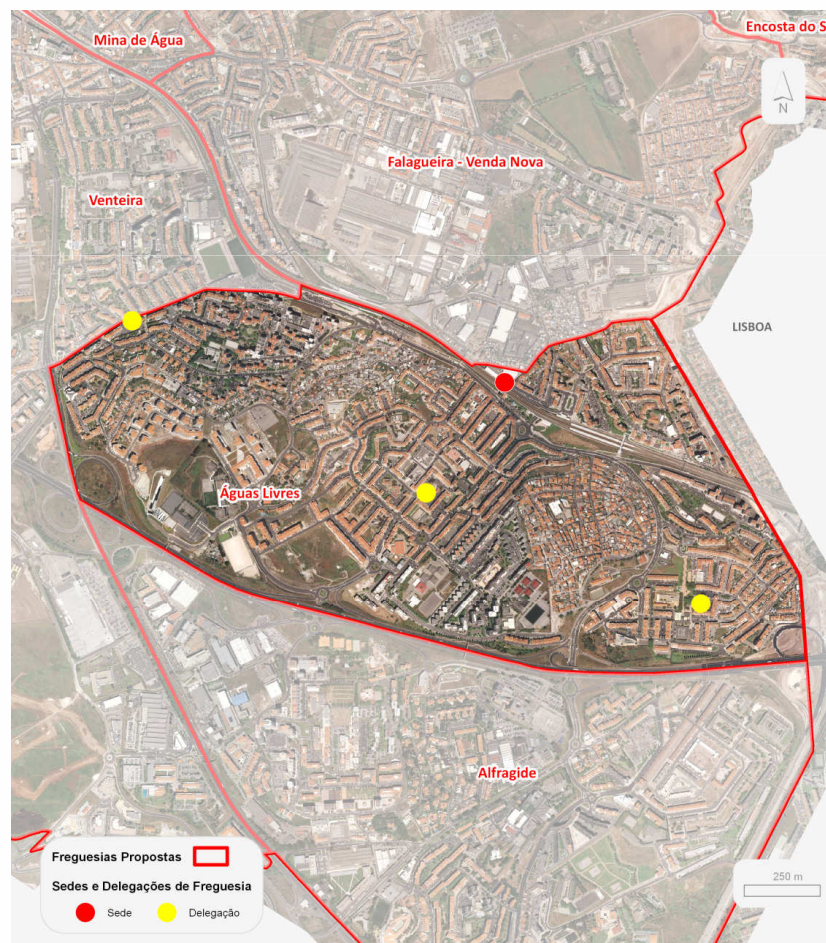 Mina de Água
Encosta do S
N
Falagueira - Venda Nova
Venteira
LISBOA
Águas Livres
Alfragide
Freguesias Propostas
Sedes e Delegações de Freguesia
Sede
Delegação
250 m